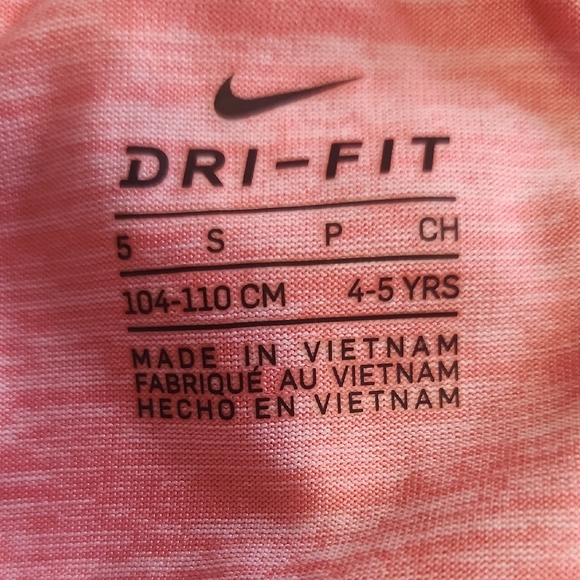 DRI-FIT
5 S P CH
104-110 CM 4-5 YRS
MADE IN VIETNAM
FABRIQUÉ AU VIETNAM
HECHO EN VIETNAM